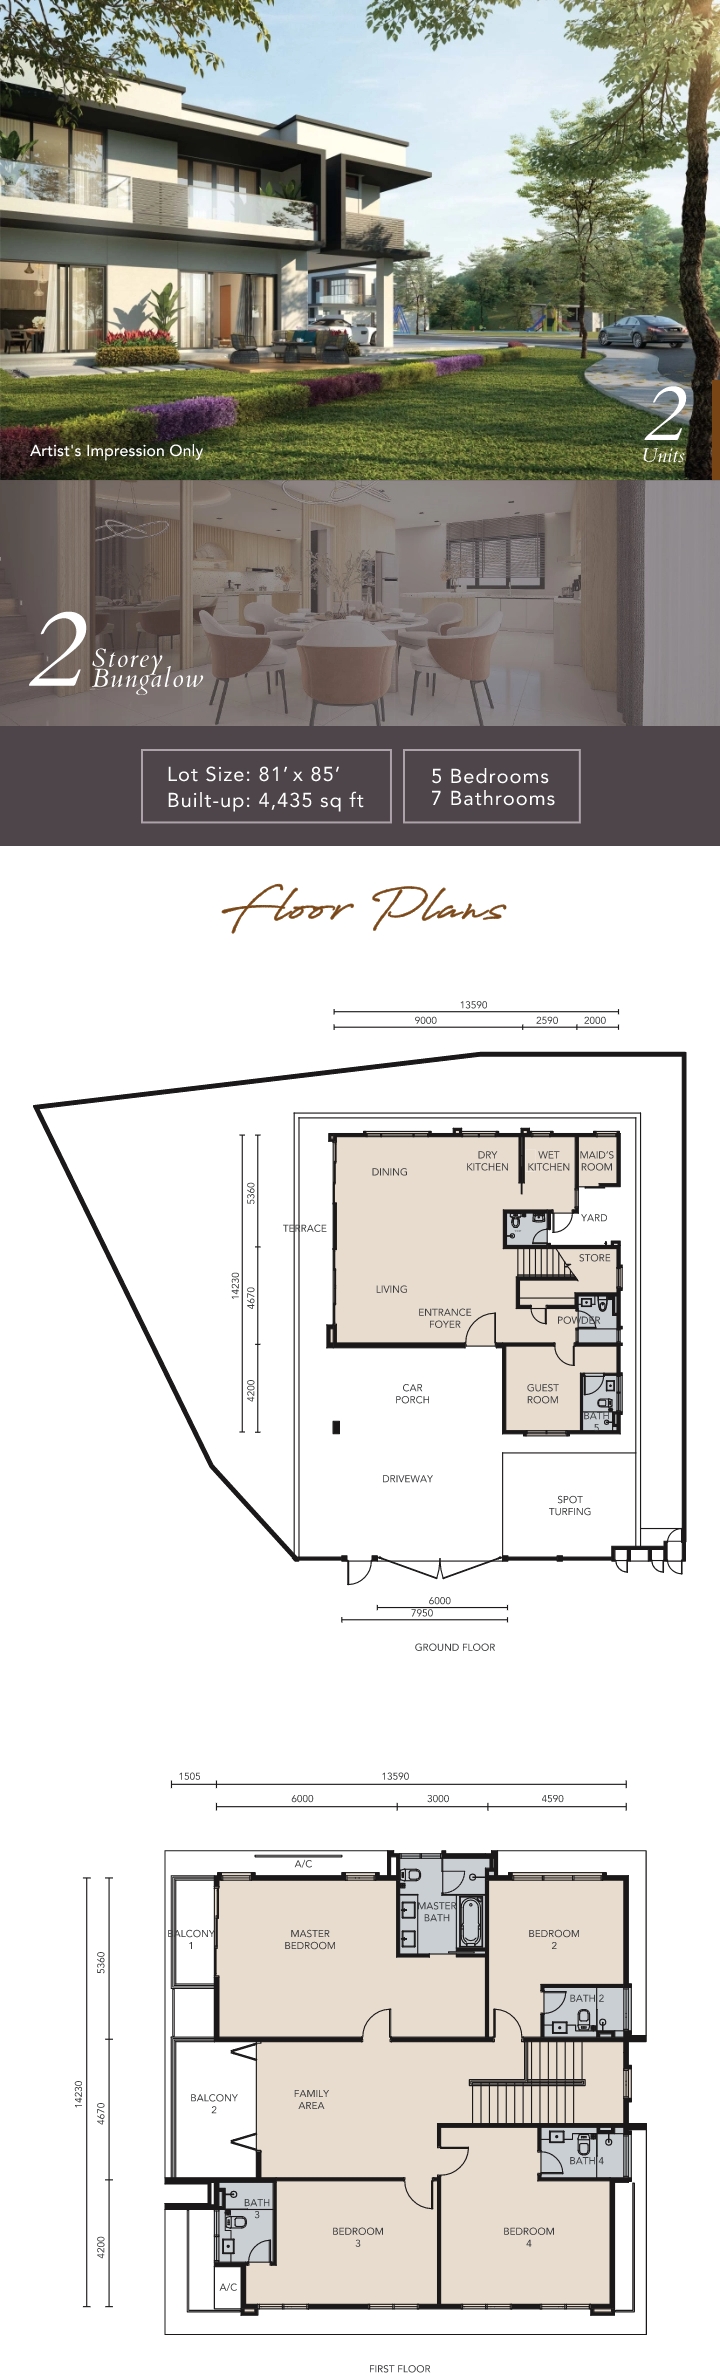 Artist's Impression Only
2
Units
2 Storey
Bungalow
Lot Size: 81' x 85'
Built-up: 4,435 sq ft
5 Bedrooms
7 Bathrooms
Floor Plans
13590
9000
2590
2000
DINING
DRY
KITCHEN
WET
KITCHEN
MAID'S
ROOM
5360
TERRACE
YARD
STORE
14230
4670
LIVING
ENTRANCE
FOYER
POWDER
4200
CAR
PORCH
GUEST
ROOM
BATH
5
DRIVEWAY
SPOT
TURFING
6000
7950
GROUND FLOOR
1505
13590
6000
3000
4590
A/C
MASTER
BATH
BALCONY
1
MASTER
BEDROOM
BEDROOM
2
5360
BATH 2
14230
4670
BALCONY
2
FAMILY
AREA
BATH 4
BATH
3
4200
BEDROOM
3
BEDROOM
4
A/C
FIRST FLOOR